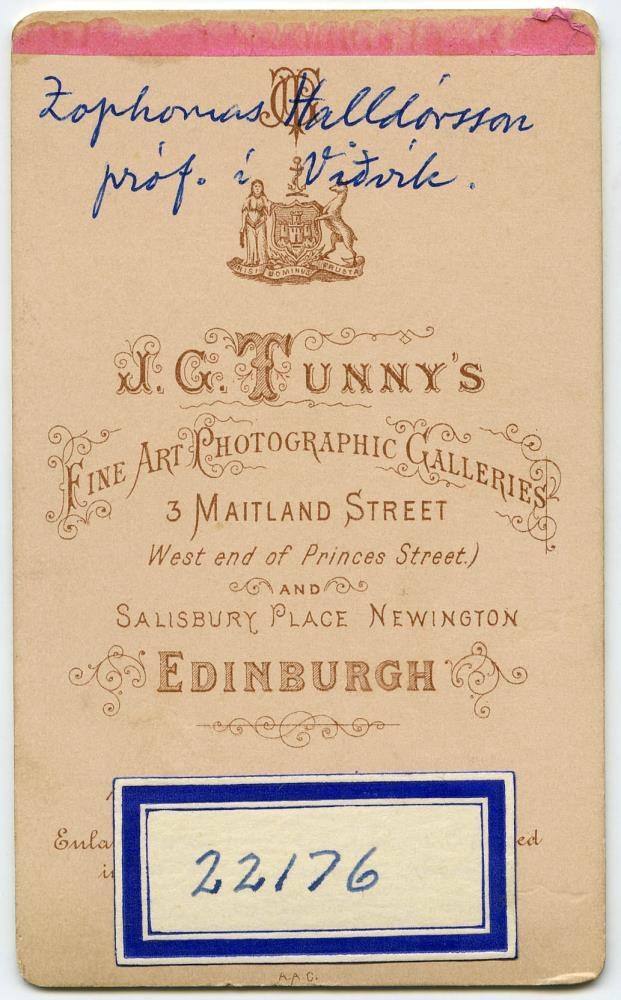 Zophonias Halldórsson
próf. í Viðvík.
NISI DOMINUS FRUSTRA
J. G. TUNNY'S
FINE ART PHOTOGRAPHIC GALLERIES
3 MAITLAND STREET
West end of Princes Street.)
AND
SALISBURY PLACE NEWINGTON
EDINBURGH
22176